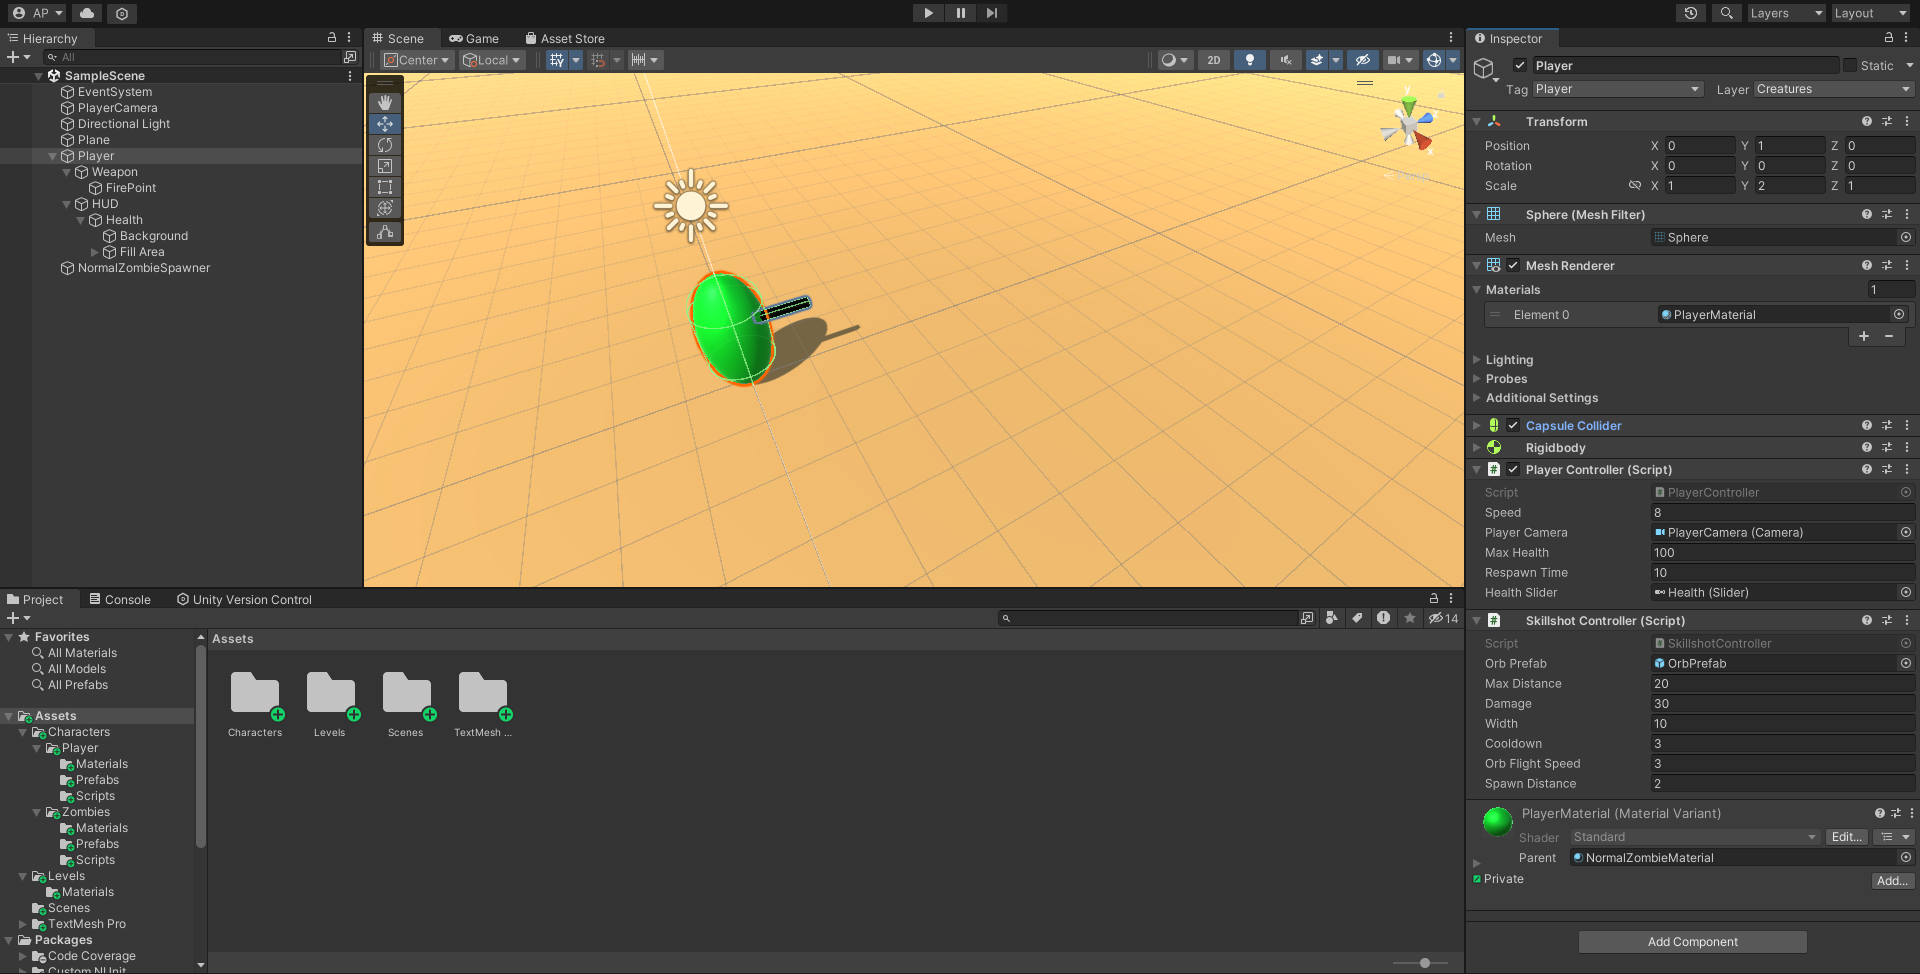 AP
Layers
Layout
Hierarchy
All
SampleScene
EventSystem
PlayerCamera
Directional Light
Plane
Player
Weapon
FirePoint
HUD
Health
Background
Fill Area
NormalZombieSpawner
Scene
Game
Asset Store
Center
Local
2D
y
x
Inspector
Player
Static
Tag Player
Layer Creatures
Transform
Position X 0 Y 1 Z 0
Rotation X 0 Y 0 Z 0
Scale X 1 Y 2 Z 1
Sphere (Mesh Filter)
Mesh Sphere
Mesh Renderer
Materials 1
Element 0 PlayerMaterial
Lighting
Probes
Additional Settings
Capsule Collider
Rigidbody
Player Controller (Script)
Script PlayerController
Speed 8
Player Camera PlayerCamera (Camera)
Max Health 100
Respawn Time 10
Health Slider Health (Slider)
Skillshot Controller (Script)
Script SkillshotController
Orb Prefab OrbPrefab
Max Distance 20
Damage 30
Width 10
Cooldown 3
Orb Flight Speed 3
Spawn Distance 2
PlayerMaterial (Material Variant)
Shader Standard Edit...
Parent NormalZombieMaterial
Private
Add...
Add Component
Project
Console
Unity Version Control
14
Favorites
All Materials
All Models
All Prefabs
Assets
Characters
Player
Materials
Prefabs
Scripts
Zombies
Materials
Prefabs
Scripts
Levels
Materials
Scenes
TextMesh Pro
Packages
Code Coverage
Custom NUnit
Assets
Characters
Levels
Scenes
TextMesh ...